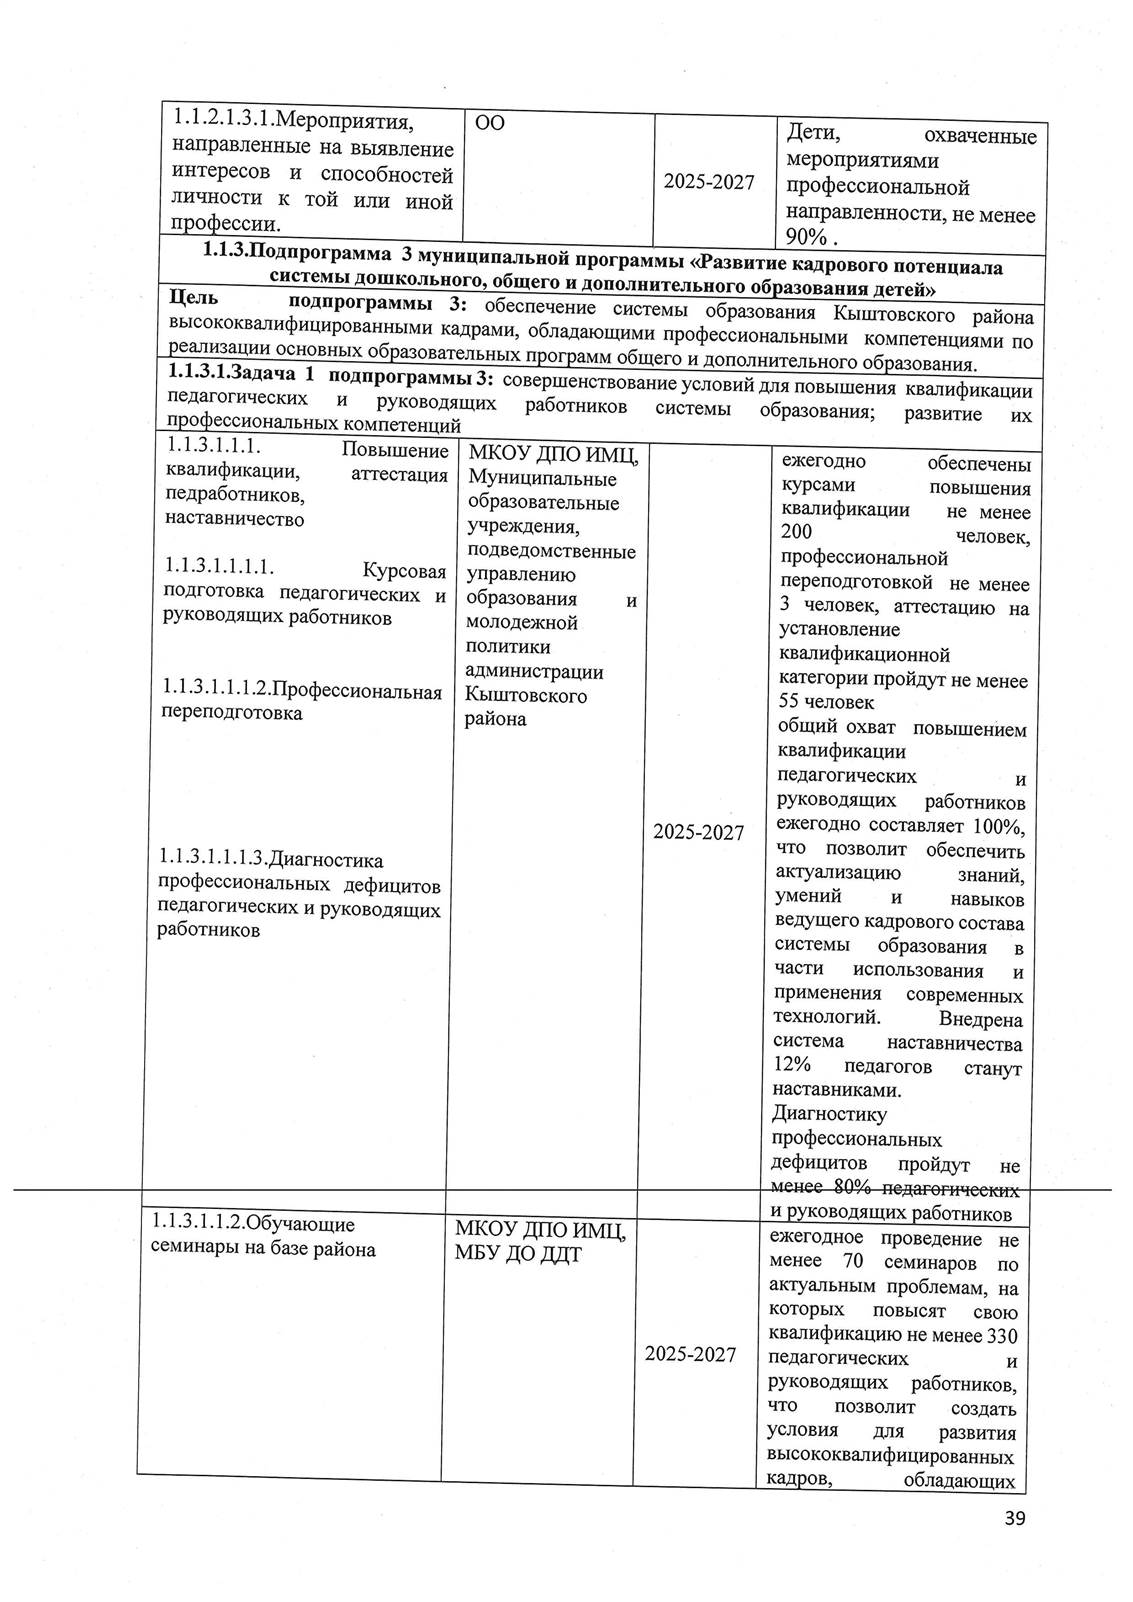 1.1.2.1.3.1.Мероприятия,
направленные на выявление
интересов и способностей
личности к той или иной
профессии.
ОО
2025-2027
Дети, охваченные
мероприятиями
профессиональной
направленности, не менее
90% .
1.1.3.Подпрограмма 3 муниципальной программы «Развитие кадрового потенциала
системы дошкольного, общего и дополнительного образования детей»
Цель подпрограммы 3: обеспечение системы образования Кыштовского района
высококвалифицированными кадрами, обладающими профессиональными компетенциями по
реализации основных образовательных программ общего и дополнительного образования.
1.1.3.1.Задача 1 подпрограммы 3: совершенствование условий для повышения квалификации
педагогических и руководящих работников системы образования; развитие их
профессиональных компетенций
1.1.3.1.1.1. Повышение
квалификации, аттестация
педработников,
наставничество
1.1.3.1.1.1.1. Курсовая
подготовка педагогических и
руководящих работников
1.1.3.1.1.1.2.Профессиональная
переподготовка
1.1.3.1.1.1.3.Диагностика
профессиональных дефицитов
педагогических и руководящих
работников
МКОУ ДПО ИМЦ,
Муниципальные
образовательные
учреждения,
подведомственные
управлению
образования и
молодежной
политики
администрации
Кыштовского
района
2025-2027
ежегодно обеспечены
курсами повышения
квалификации не менее
200 человек,
профессиональной
переподготовкой не менее
3 человек, аттестацию на
установление
квалификационной
категории пройдут не менее
55 человек
общий охват повышением
квалификации
педагогических и
руководящих работников
ежегодно составляет 100%,
что позволит обеспечить
актуализацию знаний,
умений и навыков
ведущего кадрового состава
системы образования в
части использования и
применения современных
технологий. Внедрена
система наставничества
12% педагогов станут
наставниками.
Диагностику
профессиональных
дефицитов пройдут не
менее 80% педагогических
и руководящих работников
1.1.3.1.1.2.Обучающие
семинары на базе района
МКОУ ДПО ИМЦ,
МБУ ДО ДДТ
2025-2027
ежегодное проведение не
менее 70 семинаров по
актуальным проблемам, на
которых повысят свою
квалификацию не менее 330
педагогических и
руководящих работников,
что позволит создать
условия для развития
высококвалифицированных
кадров, обладающих
39